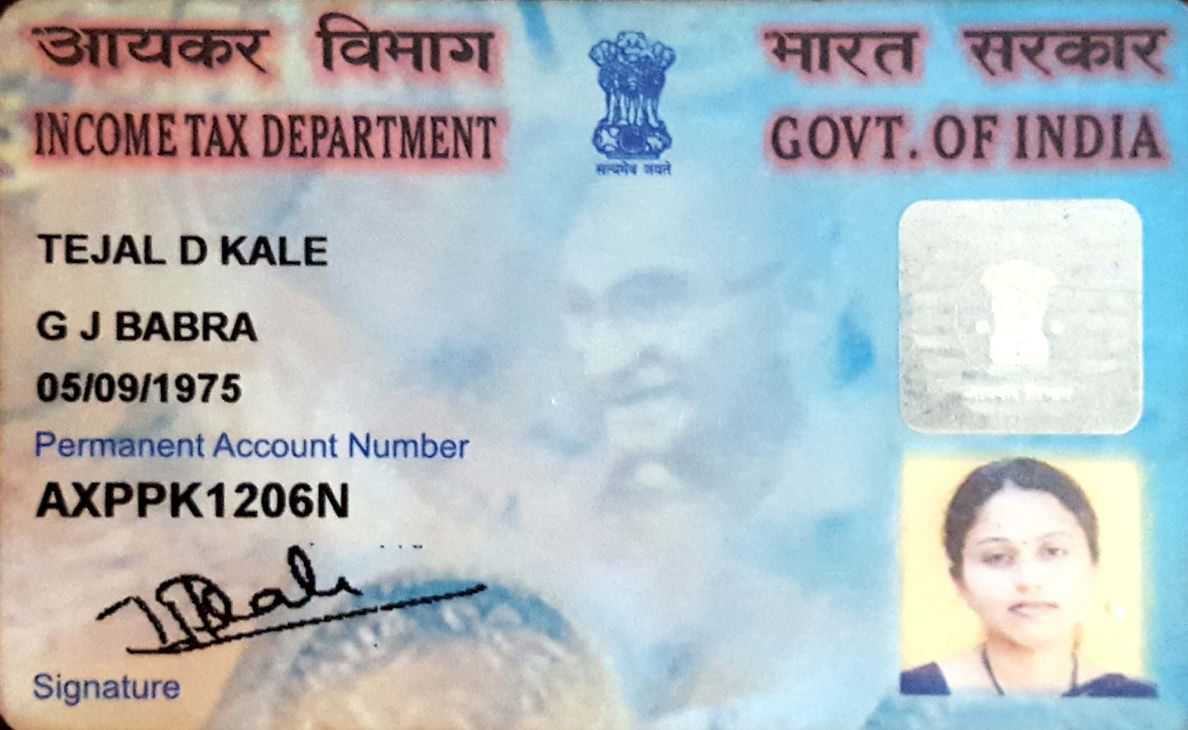 आयकर विभाग
भारत सरकार
INCOME TAX DEPARTMENT
GOVT. OF INDIA
सत्यमेव जयते
TEJAL D KALE
G J BABRA
05/09/1975
Permanent Account Number
AXPPK1206N
Signature